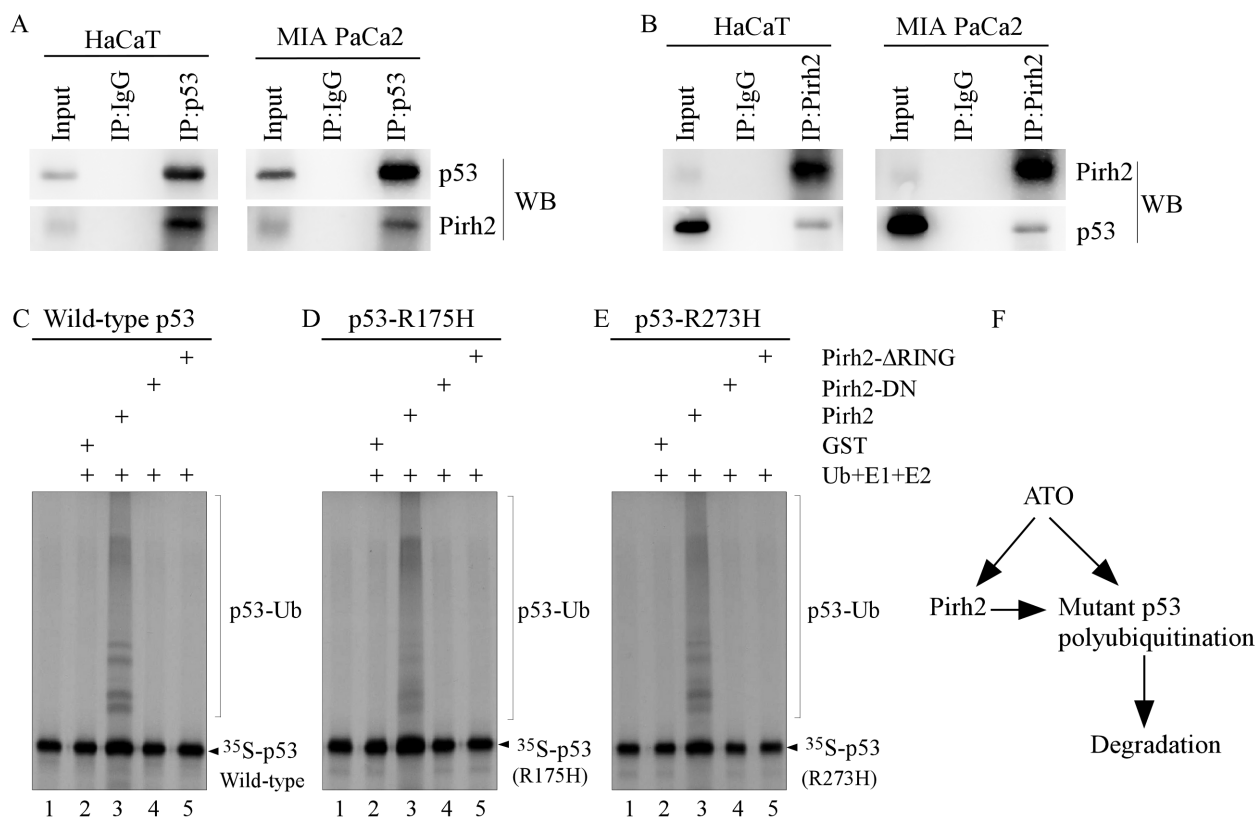 A
HaCaT
MIA PaCa2
Input
IP:IgG
IP:p53
Input
IP:IgG
IP:p53
p53
Pirh2
WB
B
HaCaT
MIA PaCa2
Input
IP:IgG
IP:Pirh2
Input
IP:IgG
IP:Pirh2
Pirh2
p53
WB
C Wild-type p53
+
+
+
+
+ + + +
p53-Ub
35S-p53
Wild-type
1 2 3 4 5
D p53-R175H
+
+
+
+
+ + + +
p53-Ub
35S-p53
(R175H)
1 2 3 4 5
E p53-R273H
+ Pirh2-ΔRING
+ Pirh2-DN
+ Pirh2
+ GST
+ + + + Ub+E1+E2
p53-Ub
35S-p53
(R273H)
1 2 3 4 5
F
ATO
Pirh2
Mutant p53
polyubiquitination
Degradation